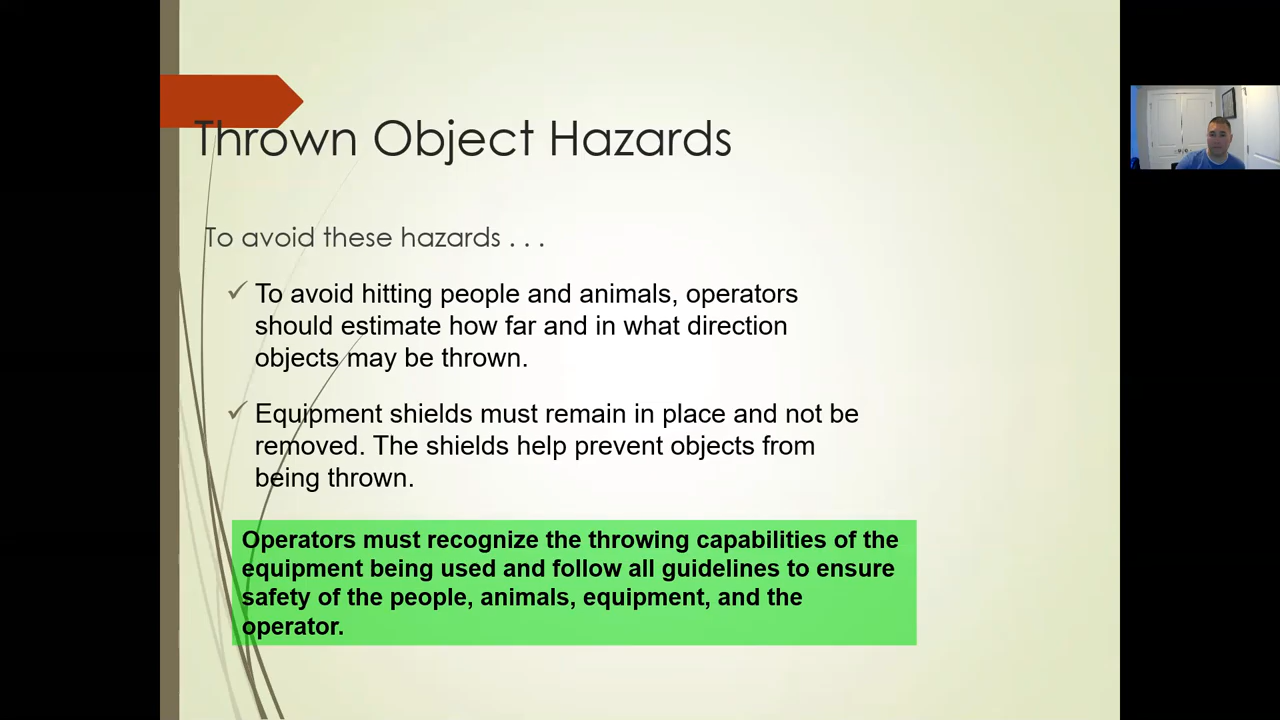 Thrown Object Hazards
To avoid these hazards . . .
✓ To avoid hitting people and animals, operators
should estimate how far and in what direction
objects may be thrown.
✓ Equipment shields must remain in place and not be
removed. The shields help prevent objects from
being thrown.
Operators must recognize the throwing capabilities of the
equipment being used and follow all guidelines to ensure
safety of the people, animals, equipment, and the
operator.